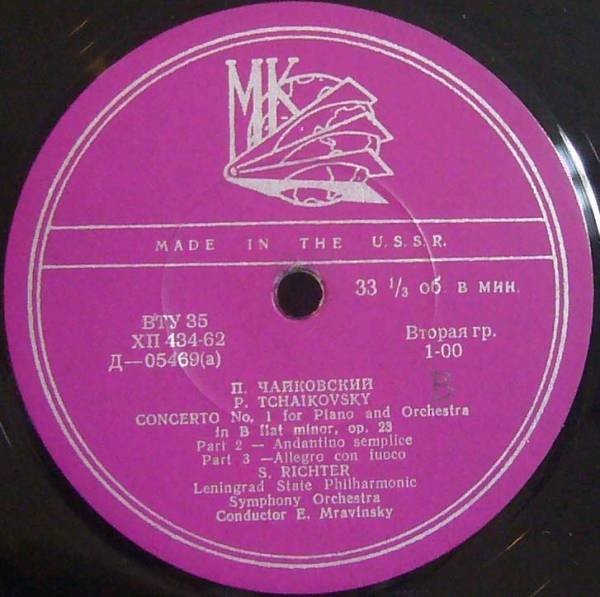 МК
MADE IN THE U.S.S.R.
33 1/3 об. в мин.
ВТУ 35
ХП 434-62
Д—05469(а)
Вторая гр.
1-00
В
П. ЧАЙКОВСКИЙ
P. TCHAIKOVSKY
CONCERTO No. 1 for Piano and Orchestra
in B flat minor, op. 23
Part 2 — Andantino semplice
Part 3 —Allegro con fuoco
S. RICHTER
Leningrad State Philharmonic
Symphony Orchestra
Conductor E. Mravinsky